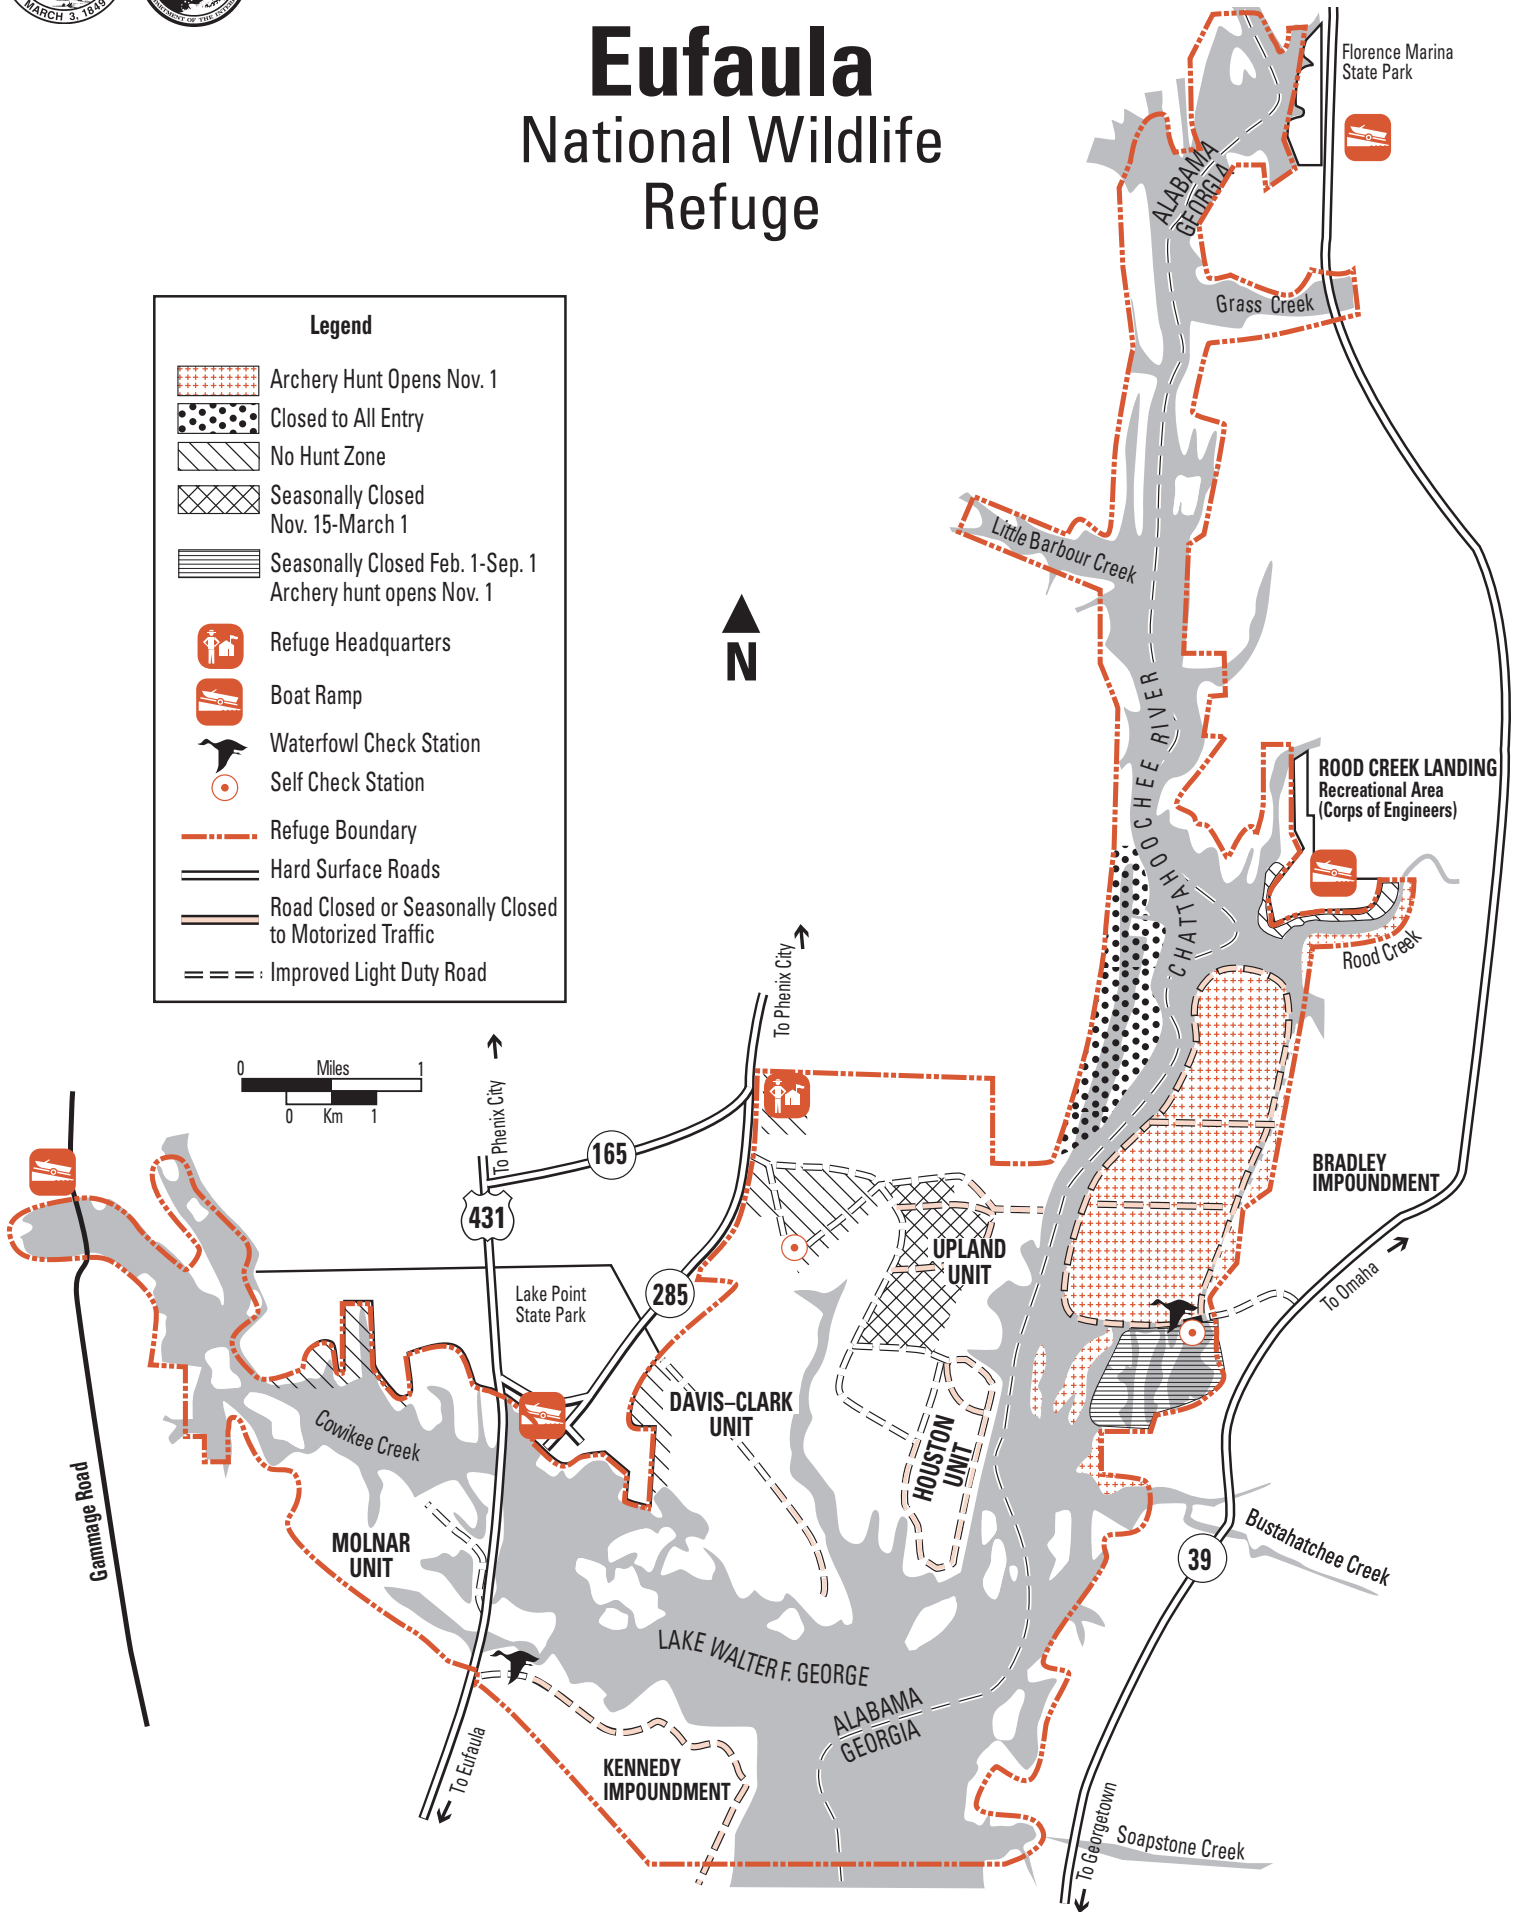 MARCH 3, 1849
DEPARTMENT OF THE INTERIOR
Eufaula
National Wildlife
Refuge
Florence Marina
State Park
ALABAMA
GEORGIA
Grass Creek
Legend
Archery Hunt Opens Nov. 1
Closed to All Entry
No Hunt Zone
Seasonally Closed
Nov. 15-March 1
Seasonally Closed Feb. 1-Sep. 1
Archery hunt opens Nov. 1
Refuge Headquarters
Boat Ramp
Waterfowl Check Station
Self Check Station
Refuge Boundary
Hard Surface Roads
Road Closed or Seasonally Closed
to Motorized Traffic
Improved Light Duty Road
Little Barbour Creek
N
CHATTAHOOCHEE RIVER
ROOD CREEK LANDING
Recreational Area
(Corps of Engineers)
Rood Creek
To Phenix City
0 Miles 1
0 Km 1
To Phenix City
165
431
BRADLEY
IMPOUNDMENT
UPLAND
UNIT
To Omaha
Lake Point
State Park
285
DAVIS–CLARK
UNIT
HOUSTON
UNIT
Cowikee Creek
Gammage Road
MOLNAR
UNIT
Bustahatchee Creek
39
LAKE WALTER F. GEORGE
ALABAMA
GEORGIA
To Eufaula
KENNEDY
IMPOUNDMENT
To Georgetown
Soapstone Creek